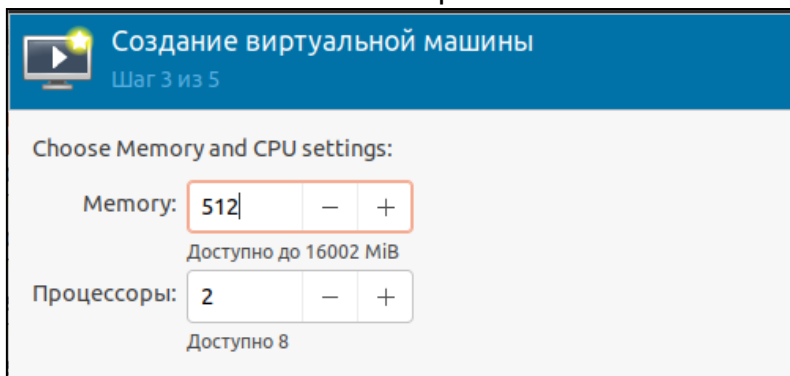 Создание виртуальной машины
Шаг 3 из 5
Choose Memory and CPU settings:
Memory: 512 − +
Доступно до 16002 MiB
Процессоры: 2 − +
Доступно 8